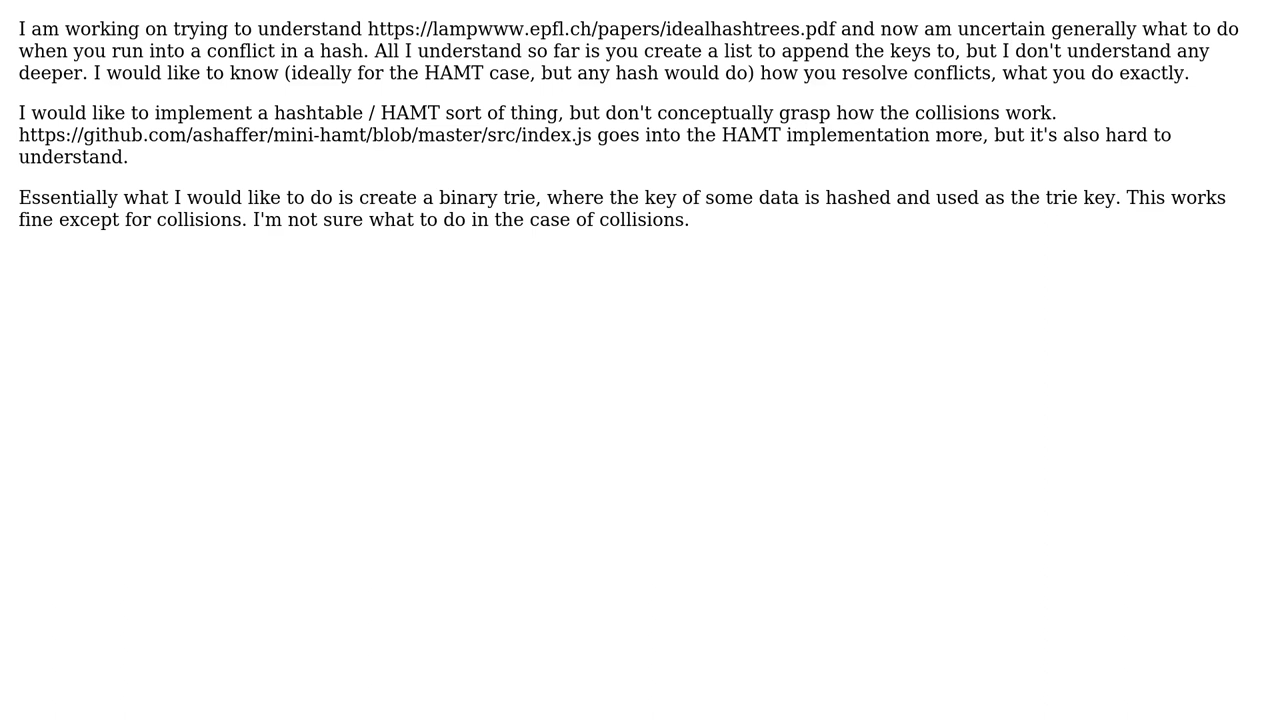 I am working on trying to understand https://lampwww.epfl.ch/papers/idealhashtrees.pdf and now am uncertain generally what to do
when you run into a conflict in a hash. All I understand so far is you create a list to append the keys to, but I don't understand any
deeper. I would like to know (ideally for the HAMT case, but any hash would do) how you resolve conflicts, what you do exactly.
I would like to implement a hashtable / HAMT sort of thing, but don't conceptually grasp how the collisions work.
https://github.com/ashaffer/mini-hamt/blob/master/src/index.js goes into the HAMT implementation more, but it's also hard to
understand.
Essentially what I would like to do is create a binary trie, where the key of some data is hashed and used as the trie key. This works
fine except for collisions. I'm not sure what to do in the case of collisions.